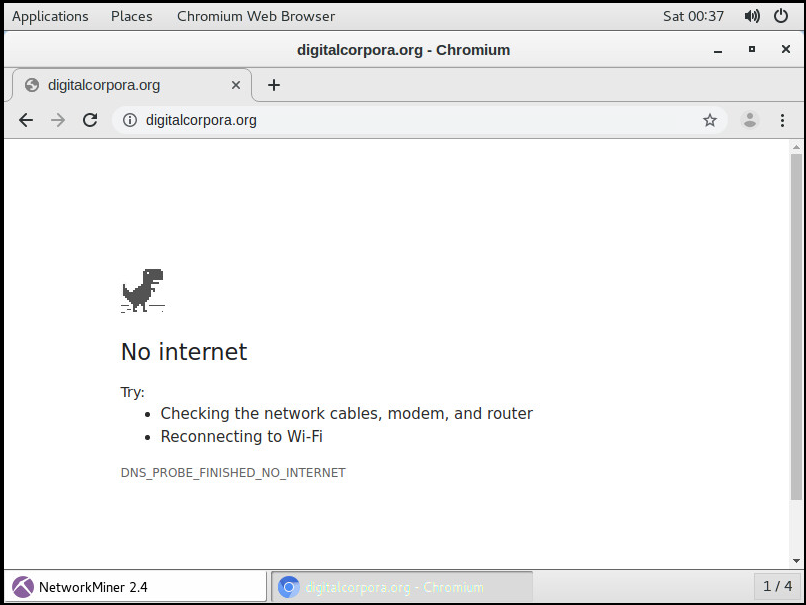 Applications Places Chromium Web Browser Sat 00:37
digitalcorpora.org - Chromium
digitalcorpora.org
digitalcorpora.org
No internet
Try:
Checking the network cables, modem, and router
Reconnecting to Wi-Fi
DNS_PROBE_FINISHED_NO_INTERNET
NetworkMiner 2.4 digitalcorpora.org - Chromium 1 / 4